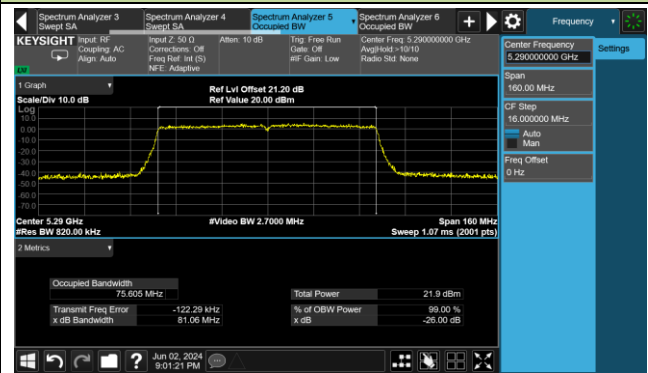 Spectrum Analyzer 3
Swept SA
Spectrum Analyzer 4
Swept SA
Spectrum Analyzer 5
Occupied BW
Spectrum Analyzer 6
Occupied BW
Frequency
KEYSIGHT
Input: RF
Coupling: AC
Align: Auto
Input Z: 50 Ω
Corrections: Off
Freq Ref: Int (S)
NFE: Adaptive
Atten: 10 dB
Trig: Free Run
Gate: Off
#IF Gain: Low
Center Freq: 5.290000000 GHz
Avg|Hold:>10/10
Radio Std: None
Center Frequency
5.290000000 GHz
Settings
Span
160.00 MHz
CF Step
16.000000 MHz
Auto
Man
Freq Offset
0 Hz
1 Graph
Scale/Div 10.0 dB
Ref Lvl Offset 21.20 dB
Ref Value 20.00 dBm
Log
10.0
0.00
-10.0
-20.0
-30.0
-40.0
-50.0
-60.0
-70.0
Center 5.29 GHz
#Res BW 820.00 kHz
#Video BW 2.7000 MHz
Span 160 MHz
Sweep 1.07 ms (2001 pts)
2 Metrics
Occupied Bandwidth
75.605 MHz
Total Power
21.9 dBm
Transmit Freq Error
-122.29 kHz
% of OBW Power
99.00 %
x dB Bandwidth
81.06 MHz
x dB
-26.00 dB
?
Jun 02, 2024
9:01:21 PM